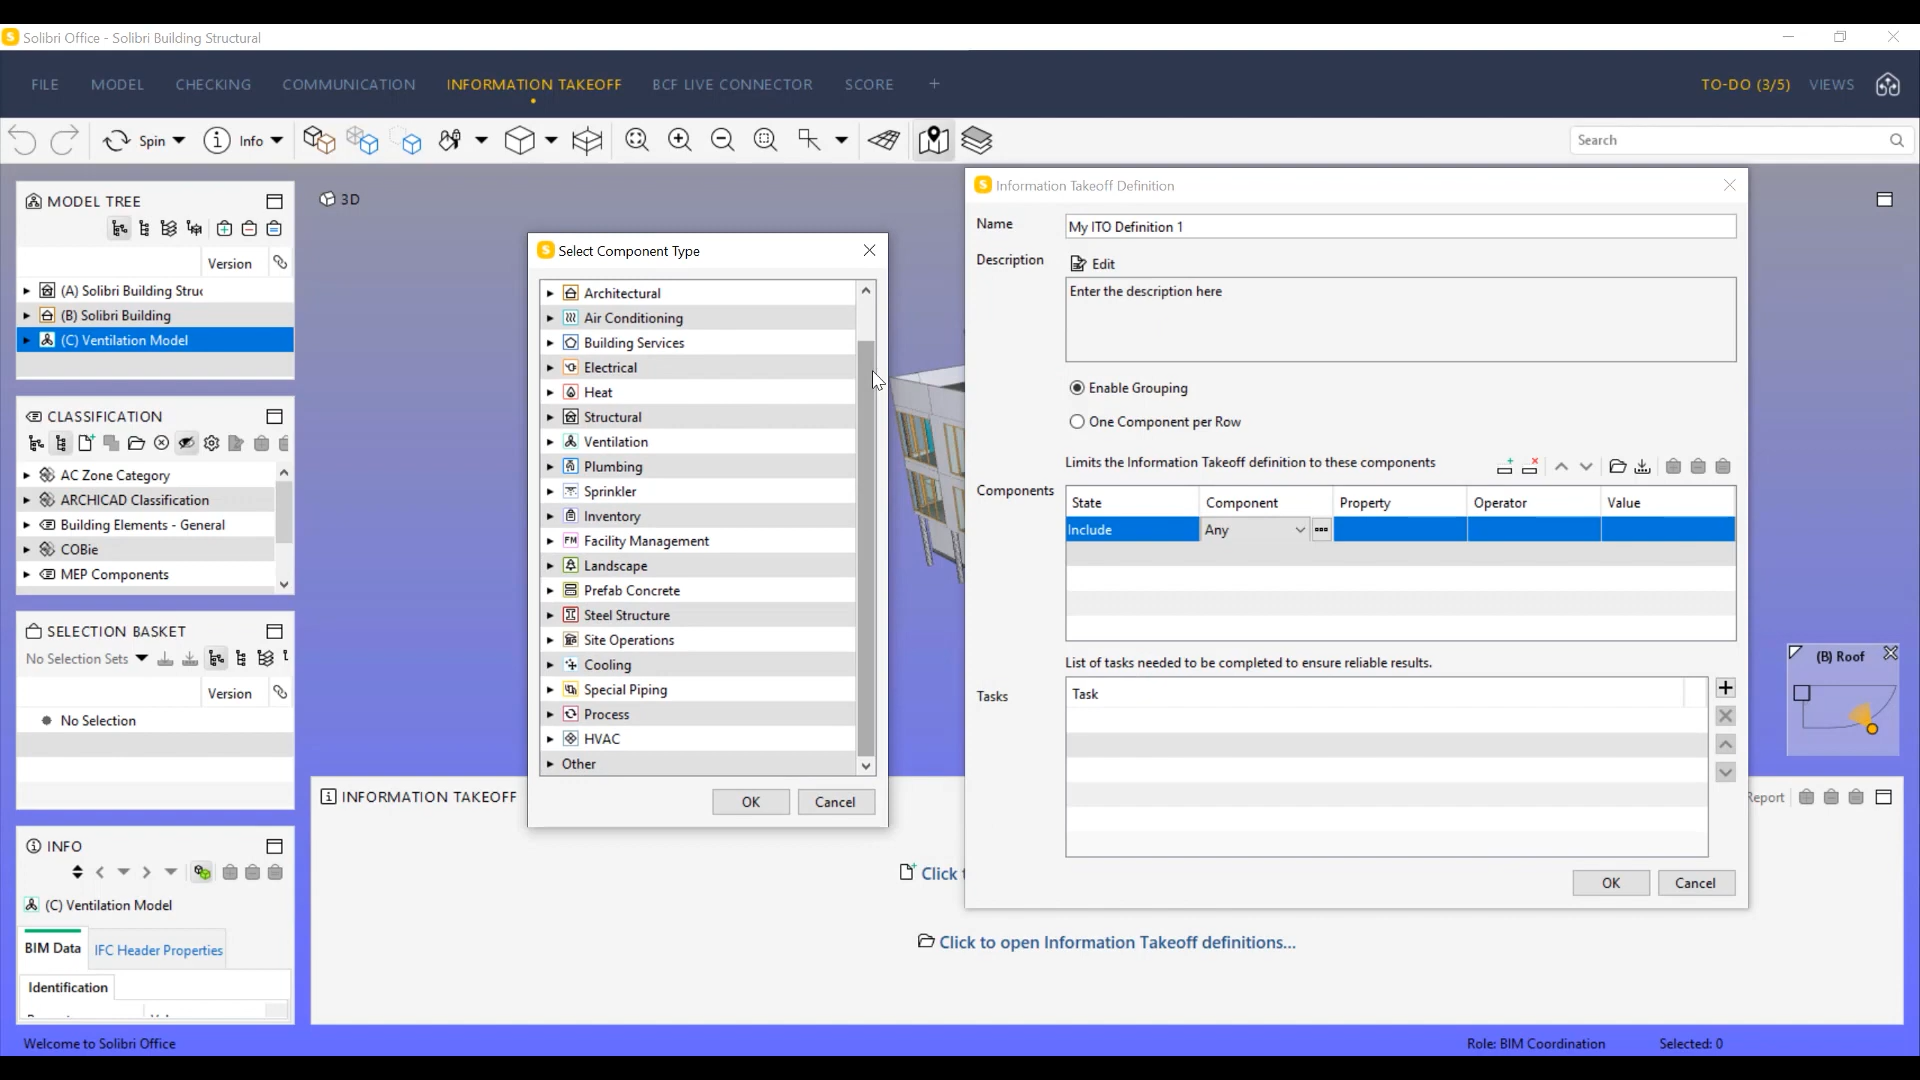 Solibri Office - Solibri Building Structural
FILE MODEL CHECKING COMMUNICATION INFORMATION TAKEOFF BCF LIVE CONNECTOR SCORE + TO-DO (3/5) VIEWS
Spin Info Search
MODEL TREE
Version
(A) Solibri Building Struc
(B) Solibri Building
(C) Ventilation Model
CLASSIFICATION
AC Zone Category
ARCHICAD Classification
Building Elements - General
COBie
MEP Components
SELECTION BASKET
No Selection Sets
Version
No Selection
INFO
(C) Ventilation Model
BIM Data IFC Header Properties
Identification
3D
Select Component Type
Architectural
Air Conditioning
Building Services
Electrical
Heat
Structural
Ventilation
Plumbing
Sprinkler
Inventory
FM Facility Management
Landscape
Prefab Concrete
Steel Structure
Site Operations
Cooling
Special Piping
Process
HVAC
Other
OK Cancel
Information Takeoff Definition
Name My ITO Definition 1
Description Edit
Enter the description here
Enable Grouping
One Component per Row
Limits the Information Takeoff definition to these components
Components
State Component Property Operator Value
Include Any
List of tasks needed to be completed to ensure reliable results.
Tasks Task
OK Cancel
(B) Roof
INFORMATION TAKEOFF
Report
Click
Click to open Information Takeoff definitions...
Welcome to Solibri Office Role: BIM Coordination Selected: 0